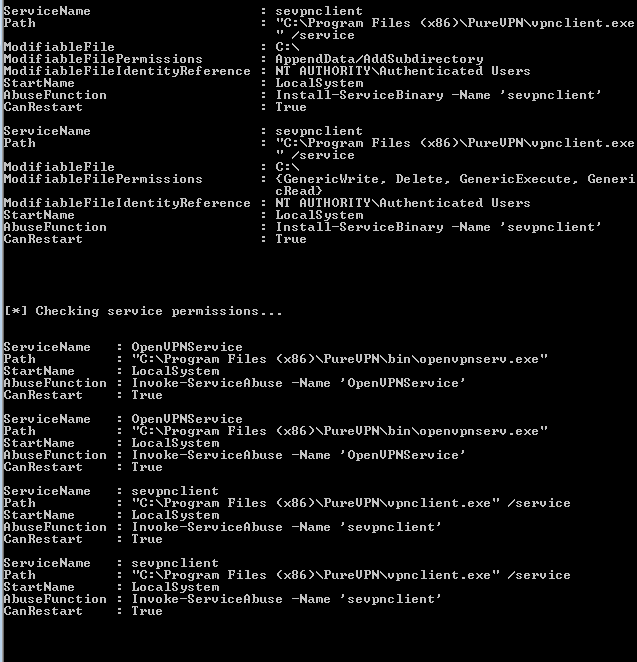 ServiceName                     : sevpnclient
Path                            : "C:\Program Files (x86)\PureVPN\vpnclient.exe
                                  " /service
ModifiableFile                  : C:\
ModifiableFilePermissions       : AppendData/AddSubdirectory
ModifiableFileIdentityReference : NT AUTHORITY\Authenticated Users
StartName                       : LocalSystem
AbuseFunction                   : Install-ServiceBinary -Name 'sevpnclient'
CanRestart                      : True

ServiceName                     : sevpnclient
Path                            : "C:\Program Files (x86)\PureVPN\vpnclient.exe
                                  " /service
ModifiableFile                  : C:\
ModifiableFilePermissions       : {GenericWrite, Delete, GenericExecute, Generi
                                  cRead}
ModifiableFileIdentityReference : NT AUTHORITY\Authenticated Users
StartName                       : LocalSystem
AbuseFunction                   : Install-ServiceBinary -Name 'sevpnclient'
CanRestart                      : True

[*] Checking service permissions...

ServiceName   : OpenVPNService
Path          : "C:\Program Files (x86)\PureVPN\bin\openvpnserv.exe"
StartName     : LocalSystem
AbuseFunction : Invoke-ServiceAbuse -Name 'OpenVPNService'
CanRestart    : True

ServiceName   : OpenVPNService
Path          : "C:\Program Files (x86)\PureVPN\bin\openvpnserv.exe"
StartName     : LocalSystem
AbuseFunction : Invoke-ServiceAbuse -Name 'OpenVPNService'
CanRestart    : True

ServiceName   : sevpnclient
Path          : "C:\Program Files (x86)\PureVPN\vpnclient.exe" /service
StartName     : LocalSystem
AbuseFunction : Invoke-ServiceAbuse -Name 'sevpnclient'
CanRestart    : True

ServiceName   : sevpnclient
Path          : "C:\Program Files (x86)\PureVPN\vpnclient.exe" /service
StartName     : LocalSystem
AbuseFunction : Invoke-ServiceAbuse -Name 'sevpnclient'
CanRestart    : True